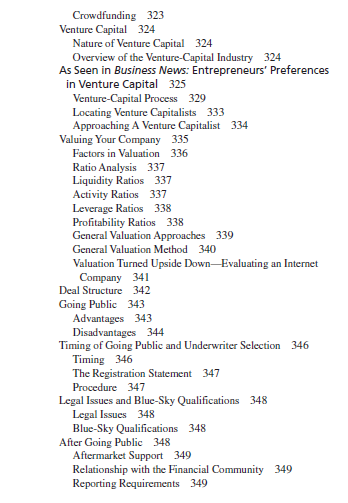 Crowdfunding 323
Venture Capital 324
Nature of Venture Capital 324
Overview of the Venture-Capital Industry 324
As Seen in Business News: Entrepreneurs' Preferences
in Venture Capital 325
Venture-Capital Process 329
Locating Venture Capitalists 333
Approaching A Venture Capitalist 334
Valuing Your Company 335
Factors in Valuation 336
Ratio Analysis 337
Liquidity Ratios 337
Activity Ratios 337
Leverage Ratios 338
Profitability Ratios 338
General Valuation Approaches 339
General Valuation Method 340
Valuation Turned Upside Down—Evaluating an Internet
Company 341
Deal Structure 342
Going Public 343
Advantages 343
Disadvantages 344
Timing of Going Public and Underwriter Selection 346
Timing 346
The Registration Statement 347
Procedure 347
Legal Issues and Blue-Sky Qualifications 348
Legal Issues 348
Blue-Sky Qualifications 348
After Going Public 348
Aftermarket Support 349
Relationship with the Financial Community 349
Reporting Requirements 349